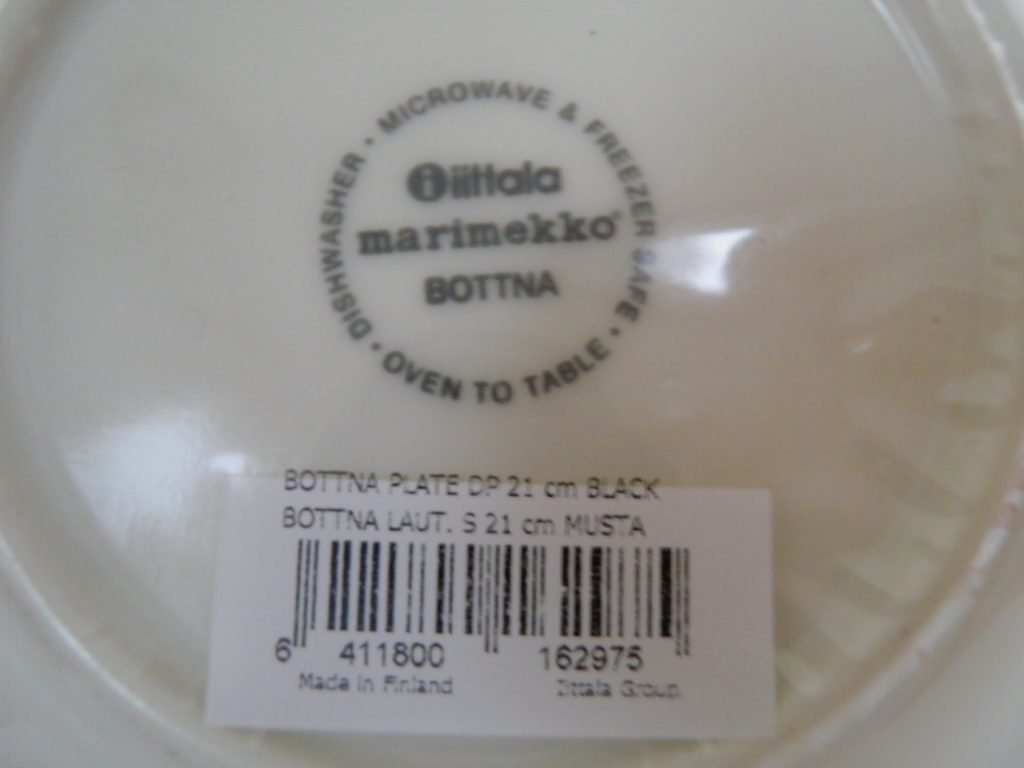 DISHWASHER · MICROWAVE & FREEZER SAFE · OVEN TO TABLE ·
iittala
marimekko®
BOTTNA
BOTTNA PLATE DP 21 cm BLACK
BOTTNA LAUT. S 21 cm MUSTA
6 411800 162975
Made in Finland Iittala Group